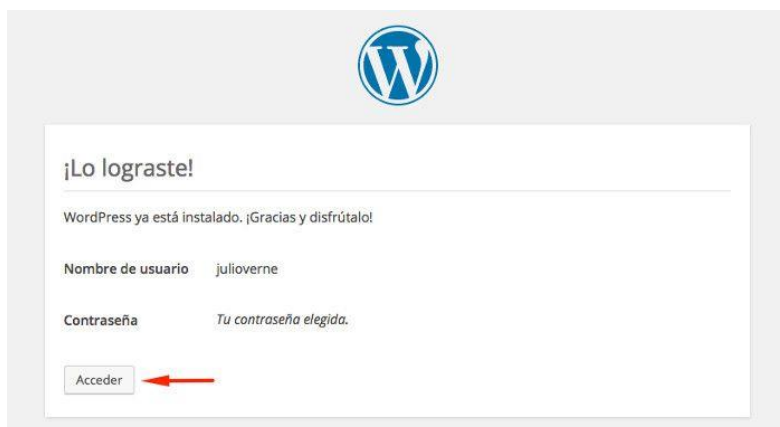 ¡Lo lograste!
WordPress ya está instalado. ¡Gracias y disfrútalo!
Nombre de usuario julioverne
Contraseña Tu contraseña elegida.
Acceder